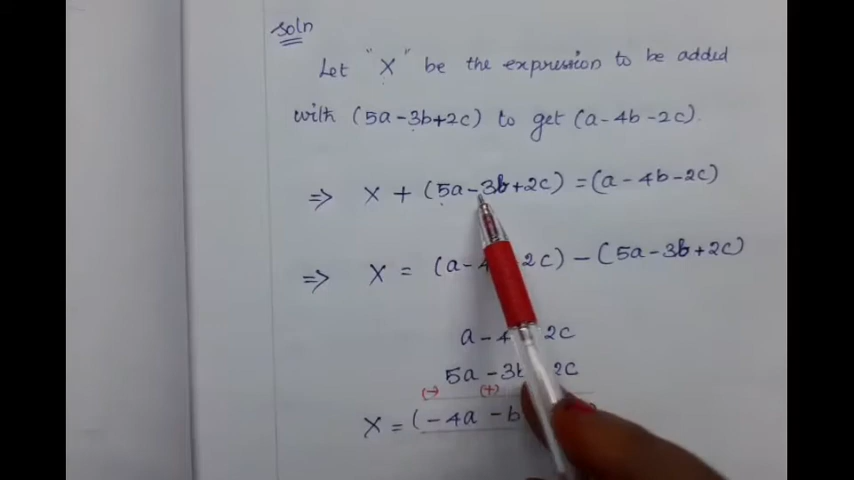 Soln
Let "X" be the expression to be added
with (5a-3b+2c) to get (a-4b-2c).
⇒ X + (5a-3b+2c) = (a-4b-2c)
⇒ X = (a-4 2c) - (5a-3b+2c)
a-4 2c
5a-3b 2c
(-) (+)
X = (-4a -b